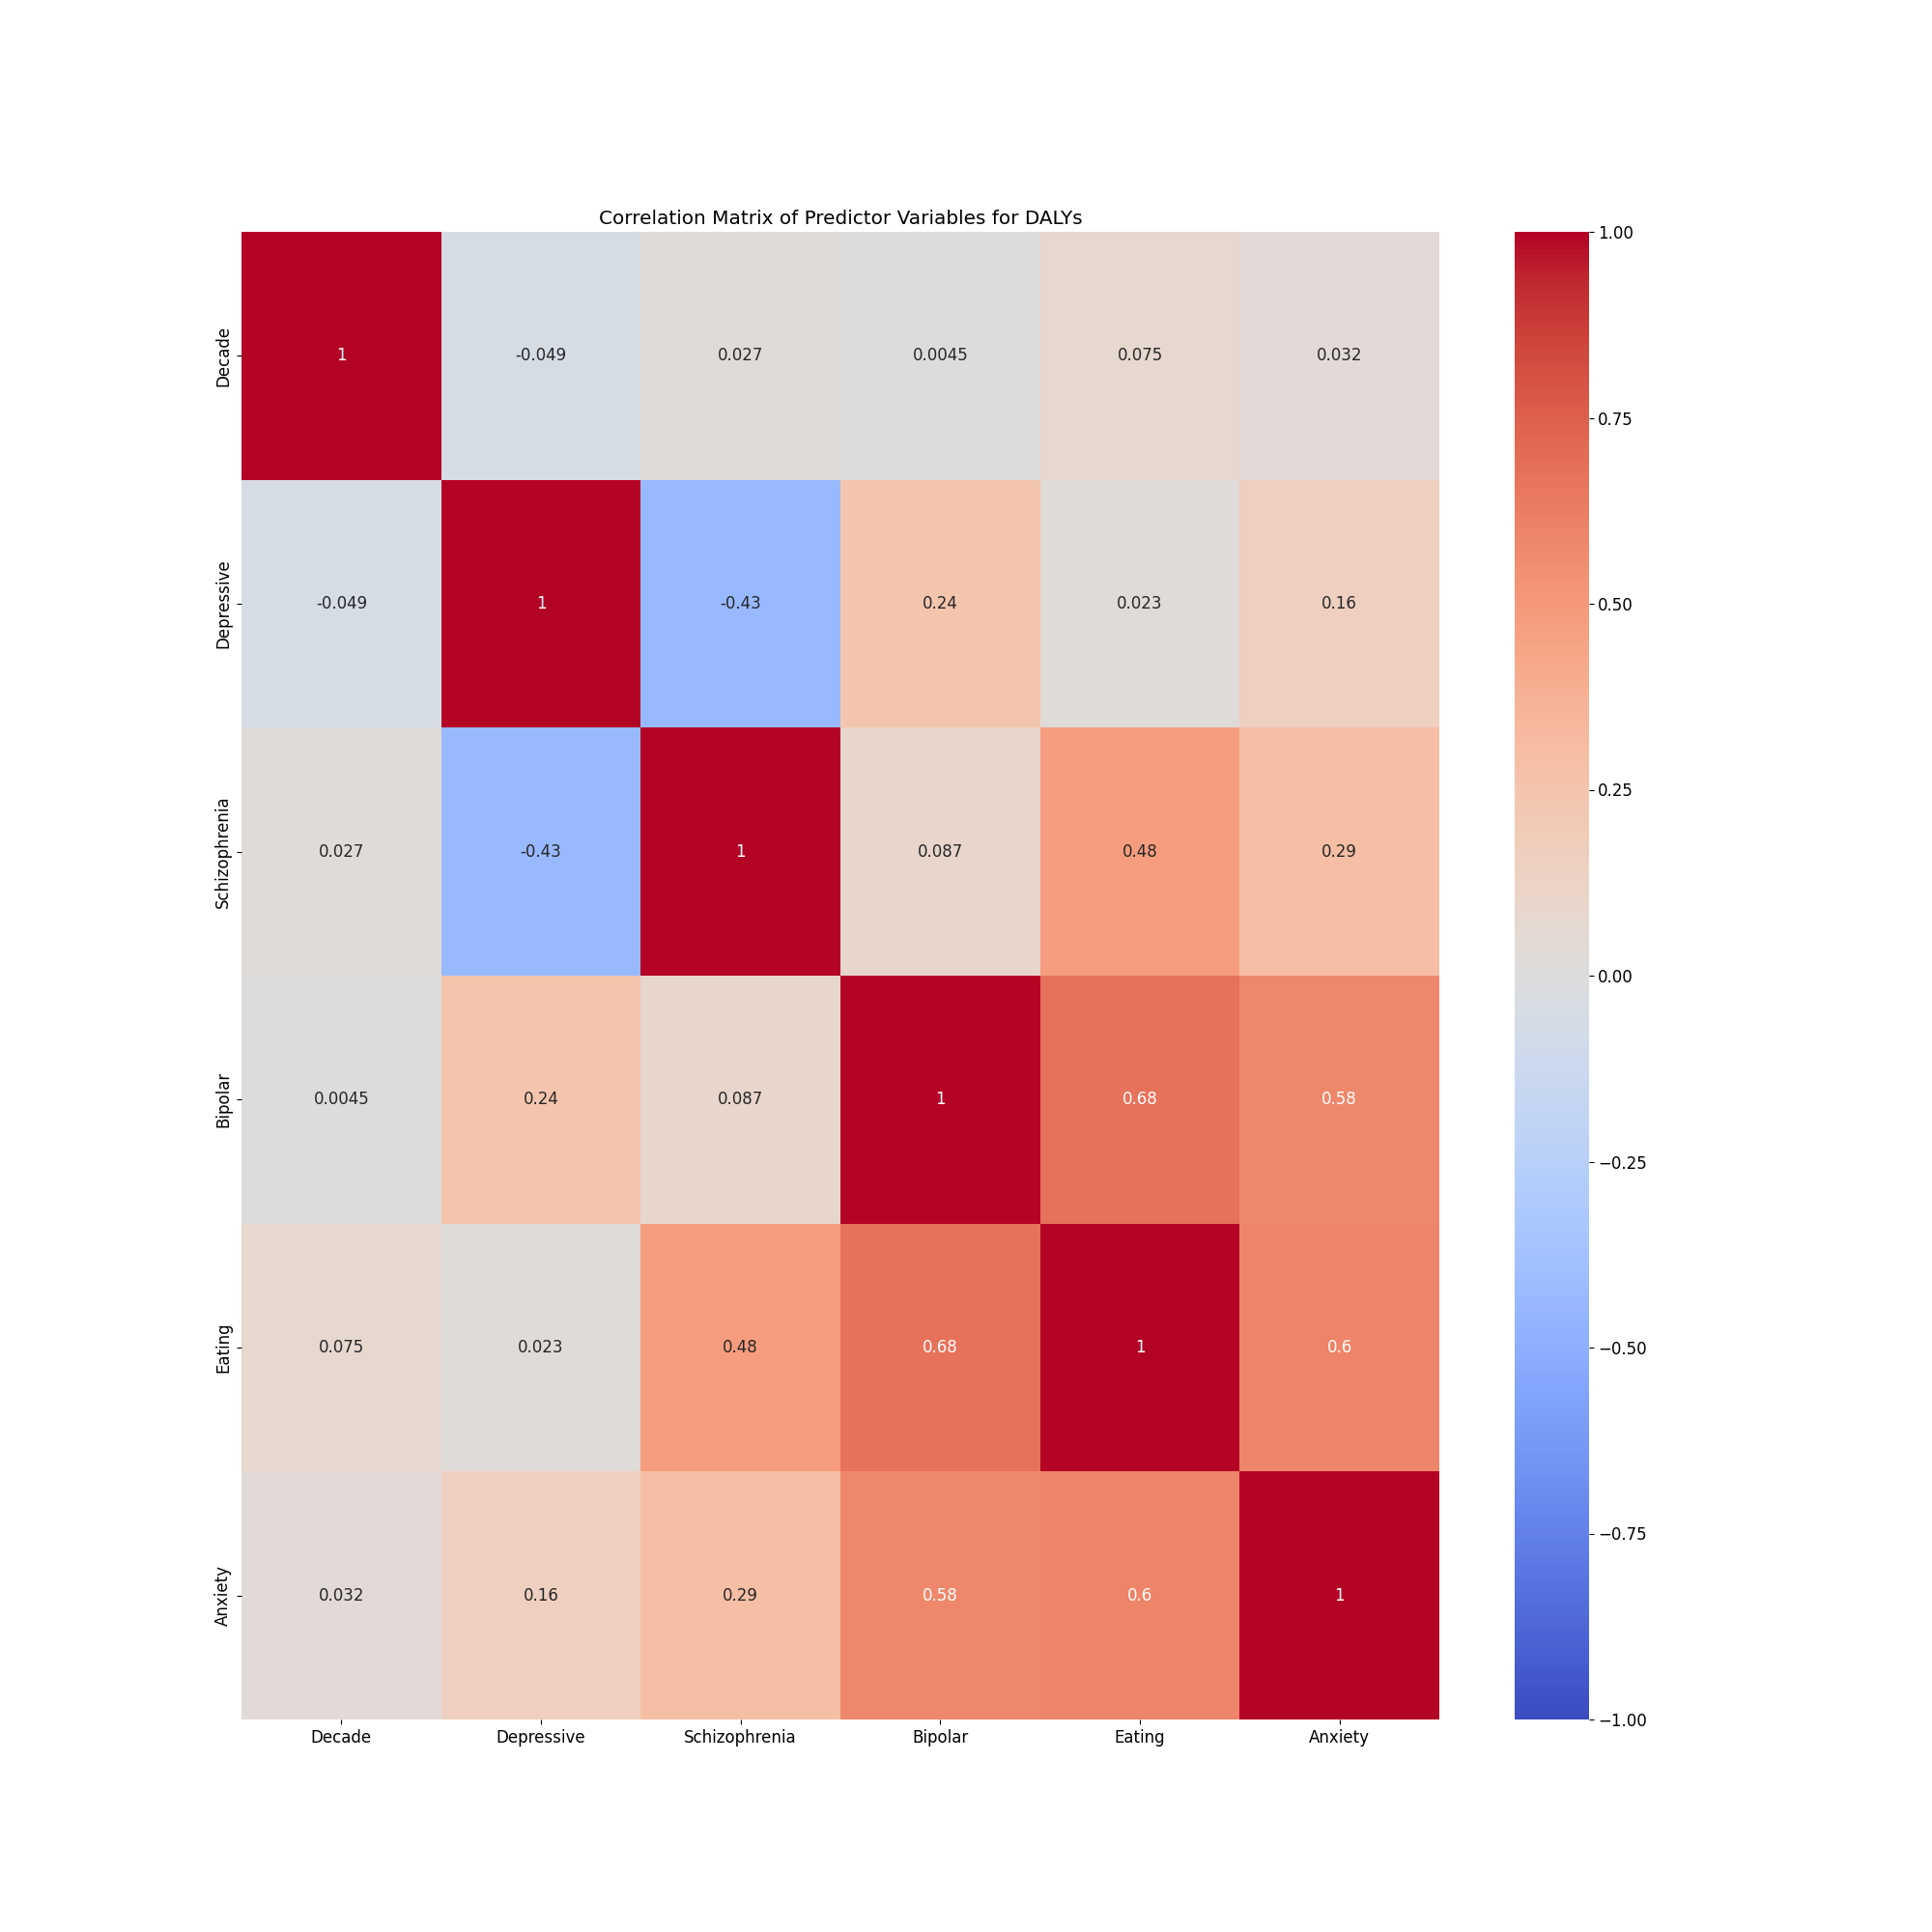 Correlation Matrix of Predictor Variables for DALYs
Decade 1 -0.049 0.027 0.0045 0.075 0.032
Depressive -0.049 1 -0.43 0.24 0.023 0.16
Schizophrenia 0.027 -0.43 1 0.087 0.48 0.29
Bipolar 0.0045 0.24 0.087 1 0.68 0.58
Eating 0.075 0.023 0.48 0.68 1 0.6
Anxiety 0.032 0.16 0.29 0.58 0.6 1
Decade Depressive Schizophrenia Bipolar Eating Anxiety
1.00
0.75
0.50
0.25
0.00
−0.25
−0.50
−0.75
−1.00